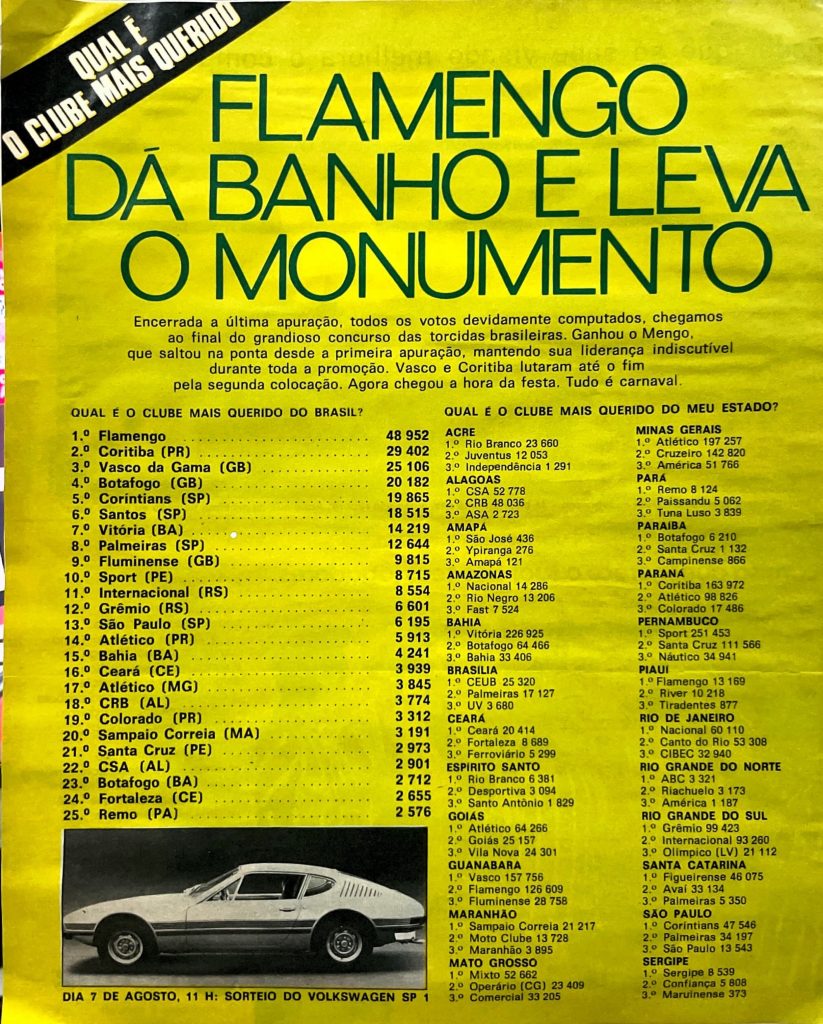 QUAL É
O CLUBE MAIS QUERIDO
FLAMENGO
DÁ BANHO E LEVA
O MONUMENTO
Encerrada a última apuração, todos os votos devidamente computados, chegamos
ao final do grandioso concurso das torcidas brasileiras. Ganhou o Mengo,
que saltou na ponta desde a primeira apuração, mantendo sua liderança indiscutível
durante toda a promoção. Vasco e Coritiba lutaram até o fim
pela segunda colocação. Agora chegou a hora da festa. Tudo é carnaval.
QUAL É O CLUBE MAIS QUERIDO DO BRASIL?
1.º Flamengo 48 952
2.º Coritiba (PR) 29 402
3.º Vasco da Gama (GB) 25 106
4.º Botafogo (GB) 20 182
5.º Coríntians (SP) 19 865
6.º Santos (SP) 18 515
7.º Vitória (BA) 14 219
8.º Palmeiras (SP) 12 644
9.º Fluminense (GB) 9 815
10.º Sport (PE) 8 715
11.º Internacional (RS) 8 554
12.º Grêmio (RS) 6 601
13.º São Paulo (SP) 6 195
14.º Atlético (PR) 5 913
15.º Bahia (BA) 4 241
16.º Ceará (CE) 3 939
17.º Atlético (MG) 3 845
18.º CRB (AL) 3 774
19.º Colorado (PR) 3 312
20.º Sampaio Correia (MA) 3 191
21.º Santa Cruz (PE) 2 973
22.º CSA (AL) 2 901
23.º Botafogo (BA) 2 712
24.º Fortaleza (CE) 2 655
25.º Remo (PA) 2 576
DIA 7 DE AGOSTO, 11 H: SORTEIO DO VOLKSWAGEN SP 1
QUAL É O CLUBE MAIS QUERIDO DO MEU ESTADO?
ACRE
1.º Rio Branco 23 660
2.º Juventus 12 053
3.º Independência 1 291
ALAGOAS
1.º CSA 52 778
2.º CRB 48 036
3.º ASA 2 723
AMAPÁ
1.º São José 436
2.º Ypiranga 276
3.º Amapá 121
AMAZONAS
1.º Nacional 14 286
2.º Rio Negro 13 206
3.º Fast 7 524
BAHIA
1.º Vitória 226 925
2.º Botafogo 64 466
3.º Bahia 33 406
BRASILIA
1.º CEUB 25 320
2.º Palmeiras 17 127
3.º UV 3 680
CEARÁ
1.º Ceará 20 414
2.º Fortaleza 8 689
3.º Ferroviário 5 299
ESPIRITO SANTO
1.º Rio Branco 6 381
2.º Desportiva 3 094
3.º Santo Antônio 1 829
GOIÁS
1.º Atlético 64 266
2.º Goiás 25 157
3.º Vila Nova 24 301
GUANABARA
1.º Vasco 157 756
2.º Flamengo 126 609
3.º Fluminense 28 758
MARANHÃO
1.º Sampaio Correia 21 217
2.º Moto Clube 13 728
3.º Maranhão 3 895
MATO GROSSO
1.º Mixto 52 662
2.º Operário (CG) 23 409
3.º Comercial 33 205
MINAS GERAIS
1.º Atlético 197 257
2.º Cruzeiro 142 820
3.º América 51 766
PARÁ
1.º Remo 8 124
2.º Paissandu 5 062
3.º Tuna Luso 3 839
PARAÍBA
1.º Botafogo 6 210
2.º Santa Cruz 1 132
3.º Campinense 866
PARANÁ
1.º Coritiba 163 972
2.º Atlético 98 826
3.º Colorado 17 486
PERNAMBUCO
1.º Sport 251 453
2.º Santa Cruz 111 566
3.º Náutico 34 941
PIAUI
1.º Flamengo 13 169
2.º River 10 218
3.º Tiradentes 877
RIO DE JANEIRO
1.º Nacional 60 110
2.º Canto do Rio 53 308
3.º CIBEC 32 940
RIO GRANDE DO NORTE
1.º ABC 3 321
2.º Riachuelo 3 173
3.º América 1 187
RIO GRANDE DO SUL
1.º Grêmio 99 423
2.º Internacional 93 260
3.º Olímpico (LV) 21 112
SANTA CATARINA
1.º Figueirense 46 075
2.º Avaí 33 134
3.º Palmeiras 5 350
SÃO PAULO
1.º Coríntians 47 546
2.º Palmeiras 34 197
3.º São Paulo 13 543
SERGIPE
1.º Sergipe 8 539
2.º Confiança 5 808
3.º Maruinense 373